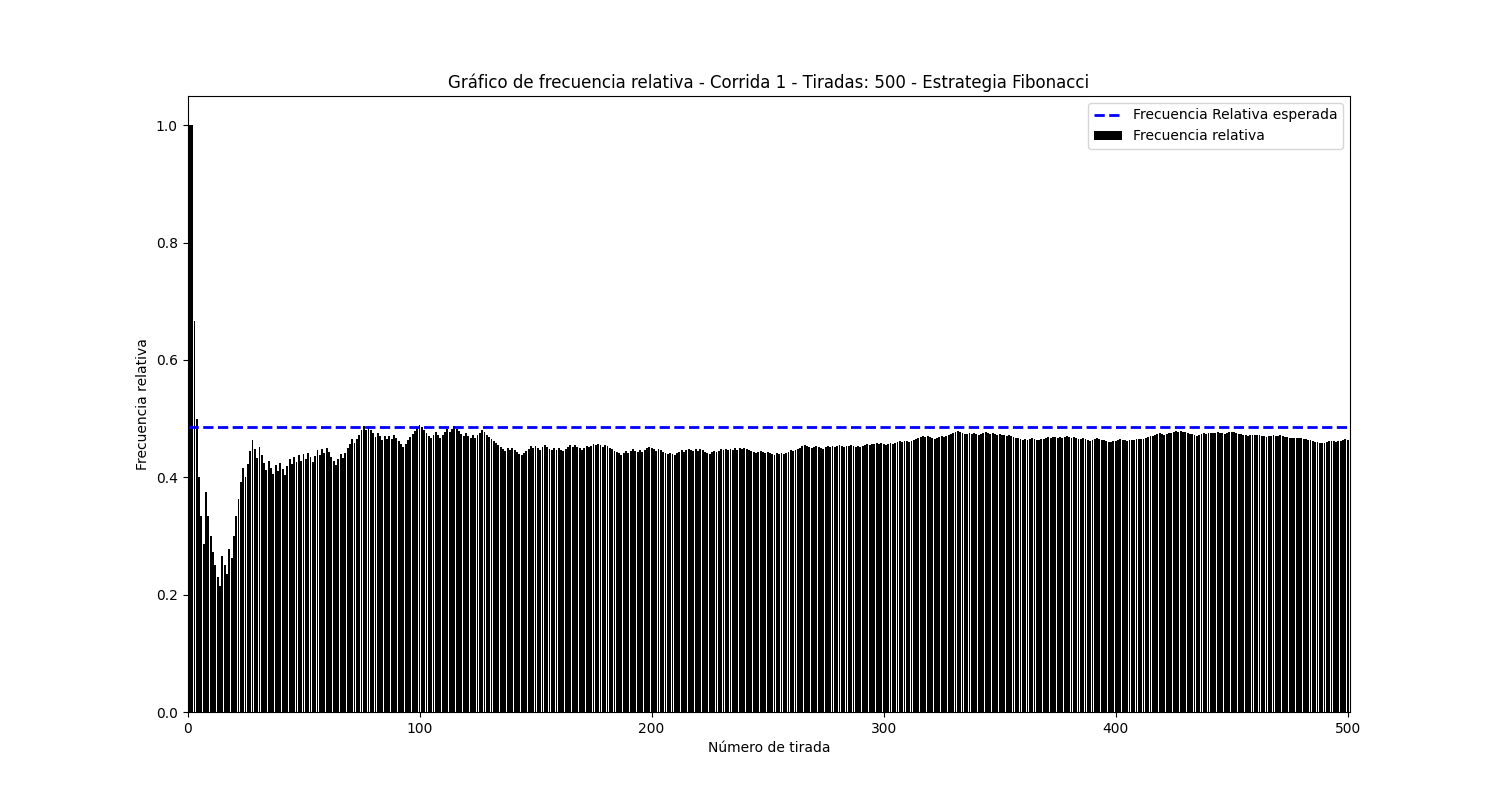 Gráfico de frecuencia relativa - Corrida 1 - Tiradas: 500 - Estrategia Fibonacci
Frecuencia Relativa esperada
Frecuencia relativa
Frecuencia relativa
1.0
0.8
0.6
0.4
0.2
0.0
0 100 200 300 400 500
Número de tirada